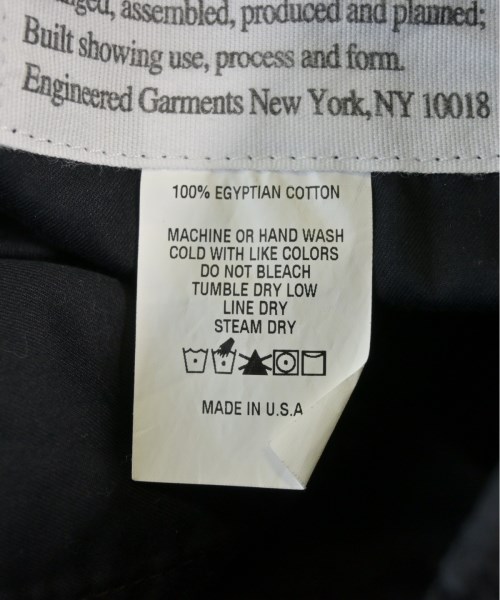 assembled, produced and planned;
Built showing use, process and form.
Engineered Garments New York, NY 10018
100% EGYPTIAN COTTON
MACHINE OR HAND WASH
COLD WITH LIKE COLORS
DO NOT BLEACH
TUMBLE DRY LOW
LINE DRY
STEAM DRY
MADE IN U.S.A